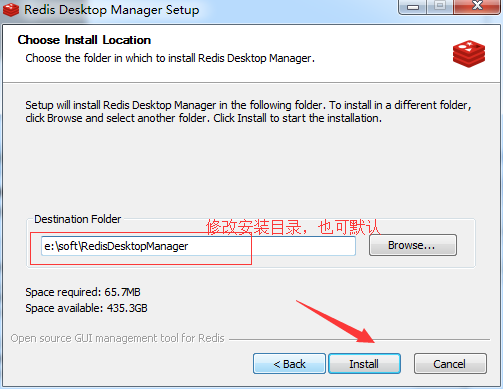 Redis Desktop Manager Setup
Choose Install Location
Choose the folder in which to install Redis Desktop Manager.
Setup will install Redis Desktop Manager in the following folder. To install in a different folder,
click Browse and select another folder. Click Install to start the installation.
修改安装目录，也可默认
Destination Folder
e:\soft\RedisDesktopManager
Browse...
Space required: 65.7MB
Space available: 435.3GB
Open source GUI management tool for Redis
< Back
Install
Cancel